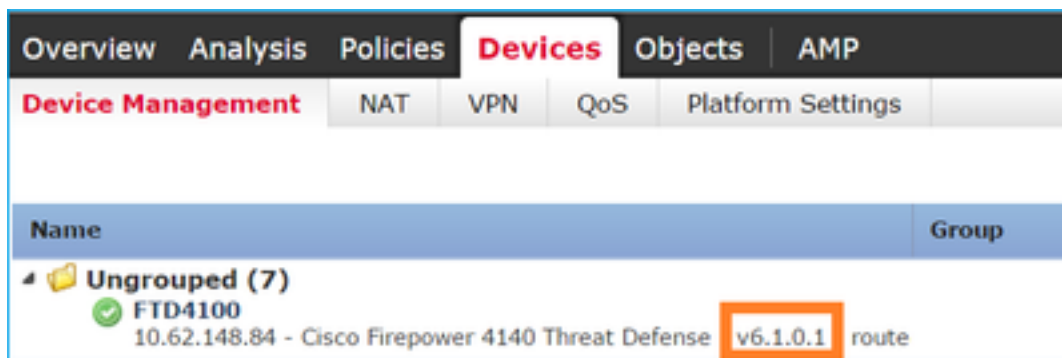 Overview Analysis Policies Devices Objects AMP
Device Management NAT VPN QoS Platform Settings
Name Group
Ungrouped (7)
FTD4100
10.62.148.84 - Cisco Firepower 4140 Threat Defense v6.1.0.1 route